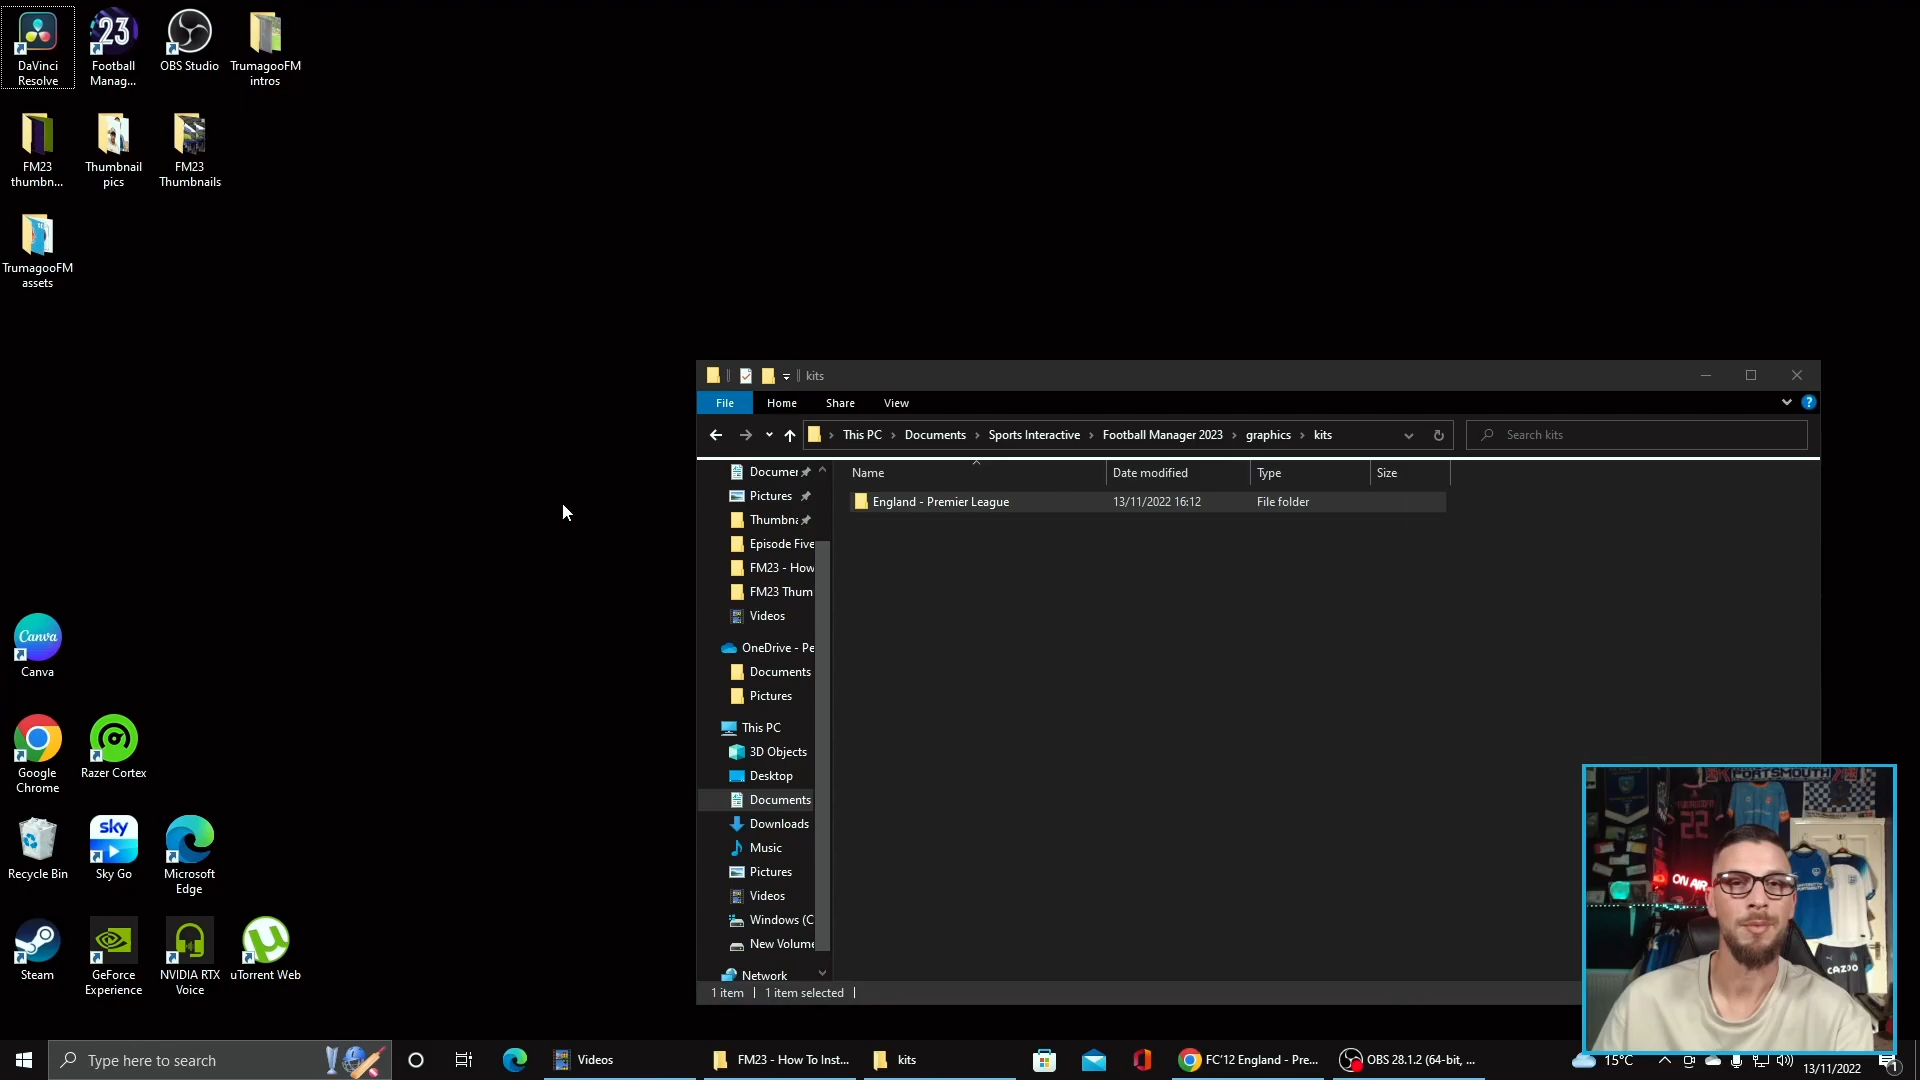 DaVinci
Resolve
23
Football
Manag...
OBS Studio
TrumagooFM
intros
FM23
thumbn...
Thumbnail
pics
FM23
Thumbnails
TrumagooFM
assets
Canva
Canva
Google
Chrome
Razer Cortex
Recycle Bin
sky
Sky Go
Microsoft
Edge
Steam
GeForce
Experience
NVIDIA RTX
Voice
uTorrent Web
kits
File
Home
Share
View
This PC
Documents
Sports Interactive
Football Manager 2023
graphics
kits
Search kits
Name
Date modified
Type
Size
England - Premier League
13/11/2022 16:12
File folder
Documer
Pictures
Thumbna
Episode Five
FM23 - How
FM23 Thum
Videos
OneDrive - Pe
Documents
Pictures
This PC
3D Objects
Desktop
Documents
Downloads
Music
Pictures
Videos
Windows (C
New Volume
Network
1 item
1 item selected
PORTSMOUTH
22
ON AIR
CAZOO
Type here to search
Videos
FM23 - How To Inst...
kits
FC'12 England - Pre...
OBS 28.1.2 (64-bit, ...
15°C
13/11/2022
1